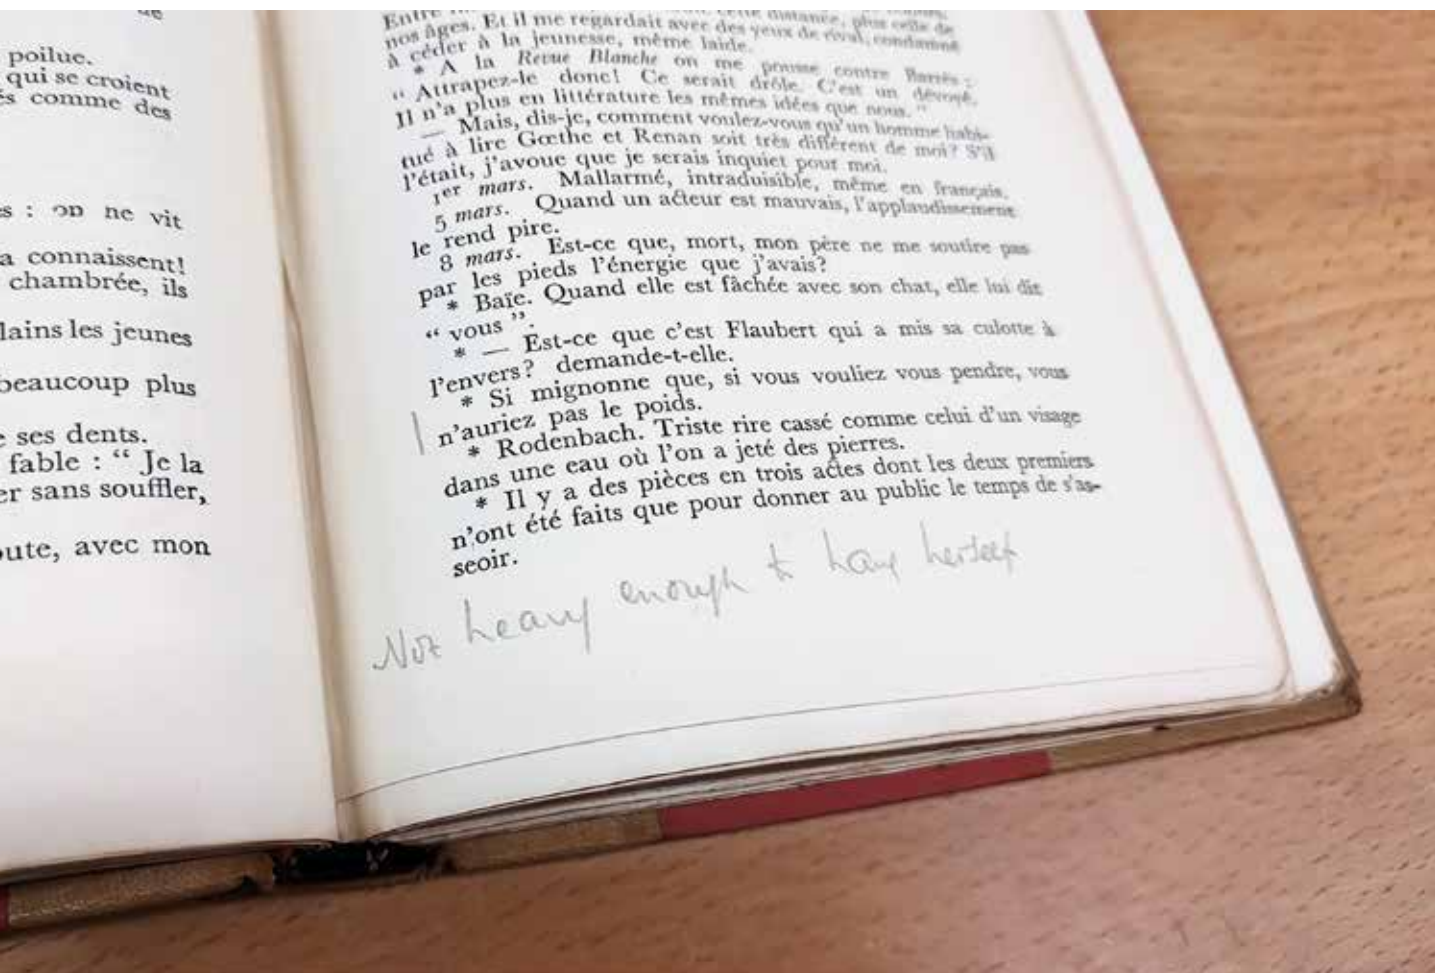 de
poilue.
qui se croient
comme des
: on ne vit
a connaissent!
chambrée, ils
lains les jeunes
beaucoup plus
ses dents.
fable : “ Je la
er sans souffler,
oute, avec mon
Entre
nos âges. Et il me regardait avec des yeux de rival, condamné
à céder à la jeunesse, même laide.
* A la Revue Blanche on me pousse contre Barrès :
“ Attrapez-le donc! Ce serait drôle. C'est un dévoyé.
Il n'a plus en littérature les mêmes idées que nous. ”
— Mais, dis-je, comment voulez-vous qu'un homme habi-
tué à lire Gœthe et Renan soit très différent de moi? S'il
l'était, j'avoue que je serais inquiet pour moi.
1er mars. Mallarmé, intraduisible, même en français.
5 mars. Quand un acteur est mauvais, l'applaudissement
le rend pire.
8 mars. Est-ce que, mort, mon père ne me soutire pas
par les pieds l'énergie que j'avais?
* Baïe. Quand elle est fâchée avec son chat, elle lui dit
“ vous ”.
* — Est-ce que c'est Flaubert qui a mis sa culotte à
l'envers? demande-t-elle.
* Si mignonne que, si vous vouliez vous pendre, vous
n'auriez pas le poids.
* Rodenbach. Triste rire cassé comme celui d'un visage
dans une eau où l'on a jeté des pierres.
* Il y a des pièces en trois actes dont les deux premiers
n'ont été faits que pour donner au public le temps de s'as-
seoir.
Not heavy enough to hang herself